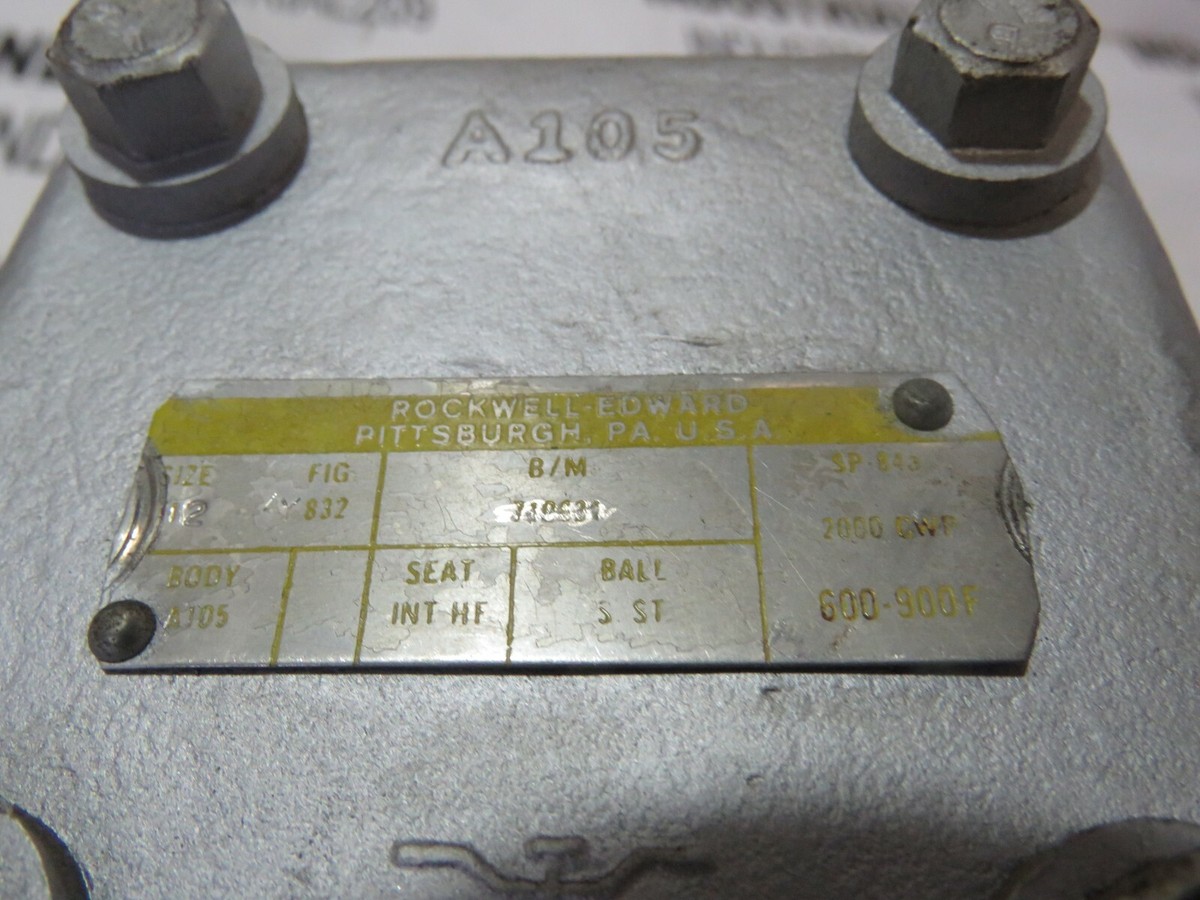 A105
ROCKWELL-EDWARD
PITTSBURGH, PA. U.S.A.
SIZE FIG
832
B/M
2000 CWP
600-900F
BODY
A105
SEAT
INT HF
BALL
S ST